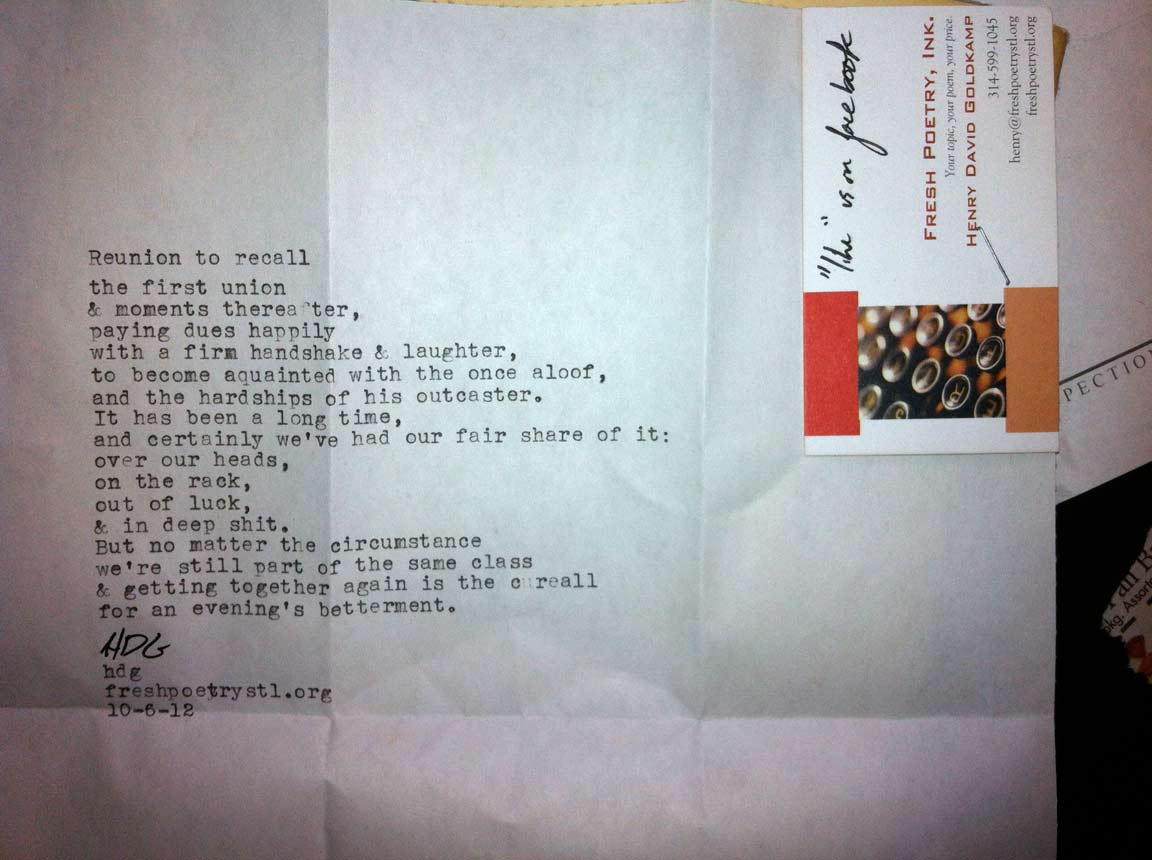 Reunion to recall
the first union
& moments thereafter,
paying dues happily
with a firm handshake & laughter,
to become aquainted with the once aloof,
and the hardships of his outcaster.
It has been a long time,
and certainly we've had our fair share of it:
over our heads,
on the rack,
out of luck,
& in deep shit.
But no matter the circumstance
we're still part of the same class
& getting together again is the cureall
for an evening's betterment.
HDG
hdg
freshpoetrystl.org
10-6-12
"like" us on facebook
FRESH POETRY, INK.
Your topic, your poem, your price.
HENRY DAVID GOLDKAMP
314-599-1045
henry@freshpoetrystl.org
freshpoetrystl.org
PECTION
pkg. Assort